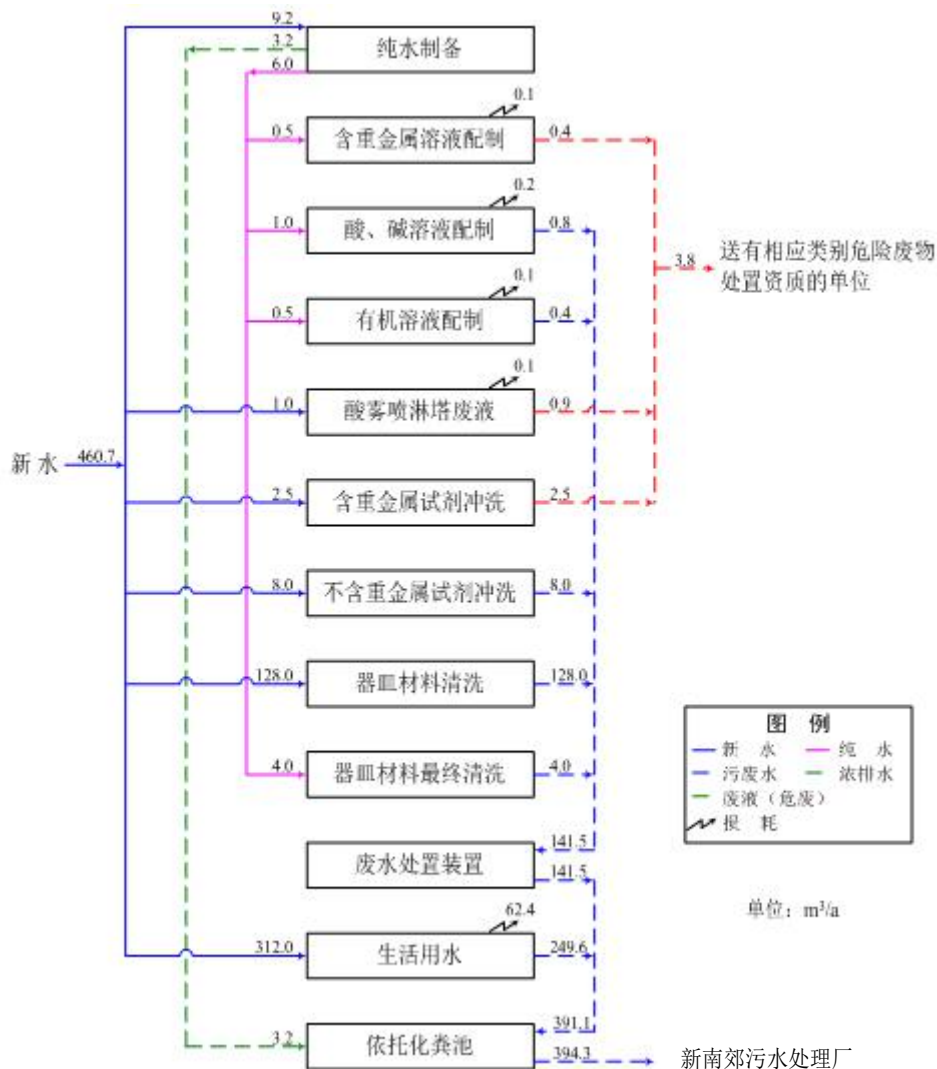 9.2
3.2
纯水制备
6.0
0.1
0.5
含重金属溶液配制
0.4
0.2
1.0
酸、碱溶液配制
0.8
3.8
送有相应类别危险废物
处置资质的单位
0.1
0.5
有机溶液配制
0.4
0.1
1.0
酸雾喷淋塔废液
0.9
新水
460.7
2.5
含重金属试剂冲洗
2.5
8.0
不含重金属试剂冲洗
8.0
128.0
器皿材料清洗
128.0
4.0
器皿材料最终清洗
4.0
141.5
废水处置装置
141.5
62.4
312.0
生活用水
249.6
391.1
3.2
依托化粪池
394.3
新南郊污水处理厂
图 例
新 水
纯 水
污废水
浓排水
废液（危废）
损 耗
单位：m³/a